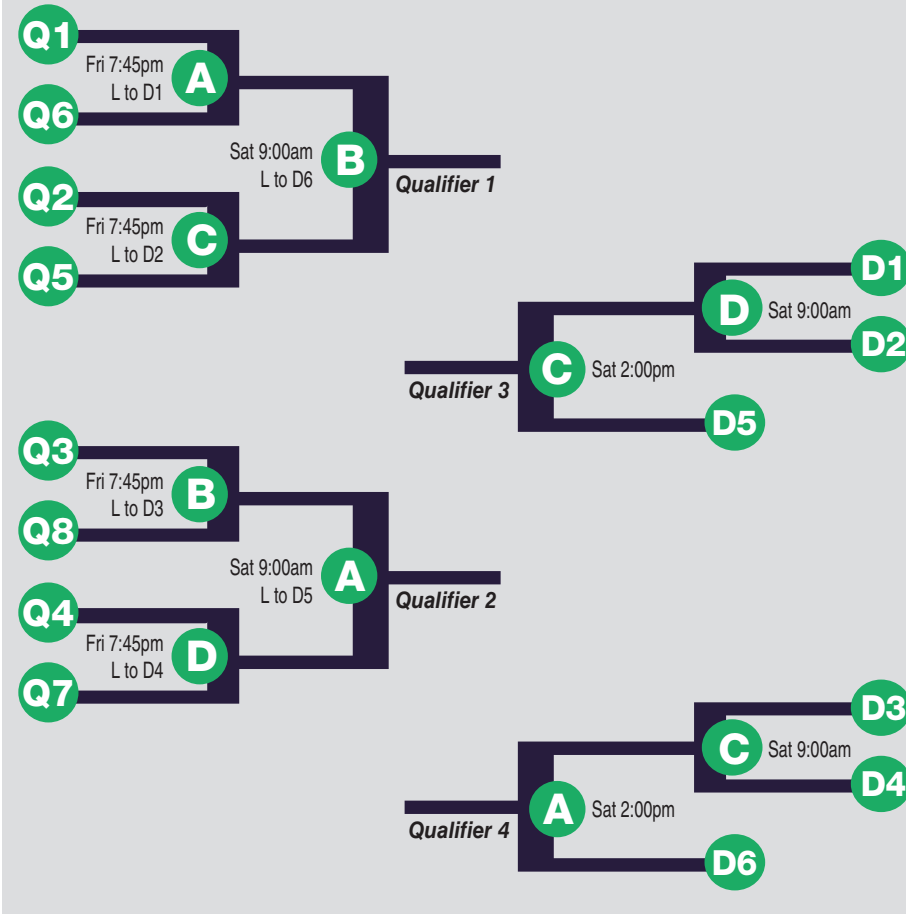 Q1
Fri 7:45pm
L to D1
A
Q6
Sat 9:00am
L to D6
B
Qualifier 1
Q2
Fri 7:45pm
L to D2
C
Q5
D1
D
Sat 9:00am
D2
C
Sat 2:00pm
Qualifier 3
D5
Q3
Fri 7:45pm
L to D3
B
Q8
Sat 9:00am
L to D5
A
Qualifier 2
Q4
Fri 7:45pm
L to D4
D
Q7
D3
C
Sat 9:00am
D4
A
Sat 2:00pm
Qualifier 4
D6